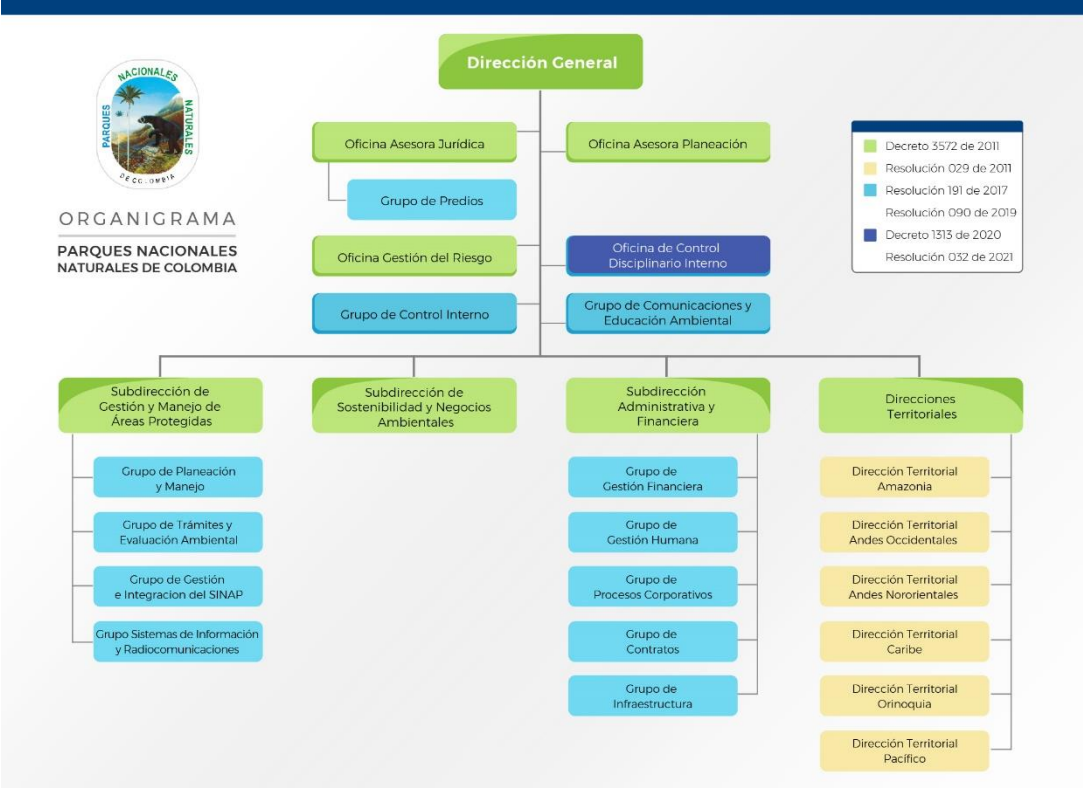 Dirección General
PARQUES
NACIONALES
NATURALES
DE COLOMBIA
ORGANIGRAMA
PARQUES NACIONALES
NATURALES DE COLOMBIA
Oficina Asesora Jurídica
Oficina Asesora Planeación
Grupo de Predios
Oficina Gestión del Riesgo
Oficina de Control
Disciplinario Interno
Grupo de Control Interno
Grupo de Comunicaciones y
Educación Ambiental
Decreto 3572 de 2011
Resolución 029 de 2011
Resolución 191 de 2017
Resolución 090 de 2019
Decreto 1313 de 2020
Resolución 032 de 2021
Subdirección de
Gestión y Manejo de
Áreas Protegidas
Grupo de Planeación
y Manejo
Grupo de Trámites y
Evaluación Ambiental
Grupo de Gestión
e Integracion del SINAP
Grupo Sistemas de Información
y Radiocomunicaciones
Subdirección de
Sostenibilidad y Negocios
Ambientales
Subdirección
Administrativa y
Financiera
Grupo de
Gestión Financiera
Grupo de
Gestión Humana
Grupo de
Procesos Corporativos
Grupo de
Contratos
Grupo de
Infraestructura
Direcciones
Territoriales
Dirección Territorial
Amazonia
Dirección Territorial
Andes Occidentales
Dirección Territorial
Andes Nororientales
Dirección Territorial
Caribe
Dirección Territorial
Orinoquia
Dirección Territorial
Pacífico